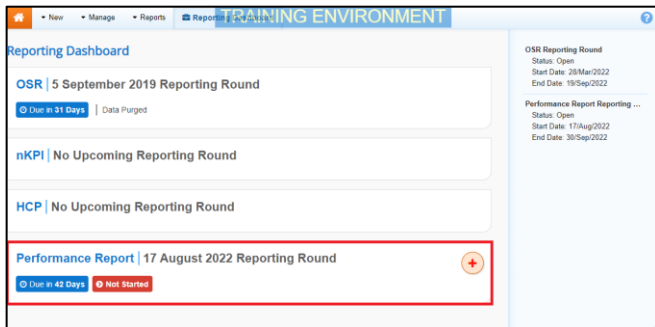 New Manage Reports Reporting Dashboard
TRAINING ENVIRONMENT
Reporting Dashboard
OSR | 5 September 2019 Reporting Round
Due in 31 Days | Data Purged
nKPI | No Upcoming Reporting Round
HCP | No Upcoming Reporting Round
Performance Report | 17 August 2022 Reporting Round
Due in 42 Days Not Started
OSR Reporting Round
Status: Open
Start Date: 28/Mar/2022
End Date: 19/Sep/2022
Performance Report Reporting ...
Status: Open
Start Date: 17/Aug/2022
End Date: 30/Sep/2022